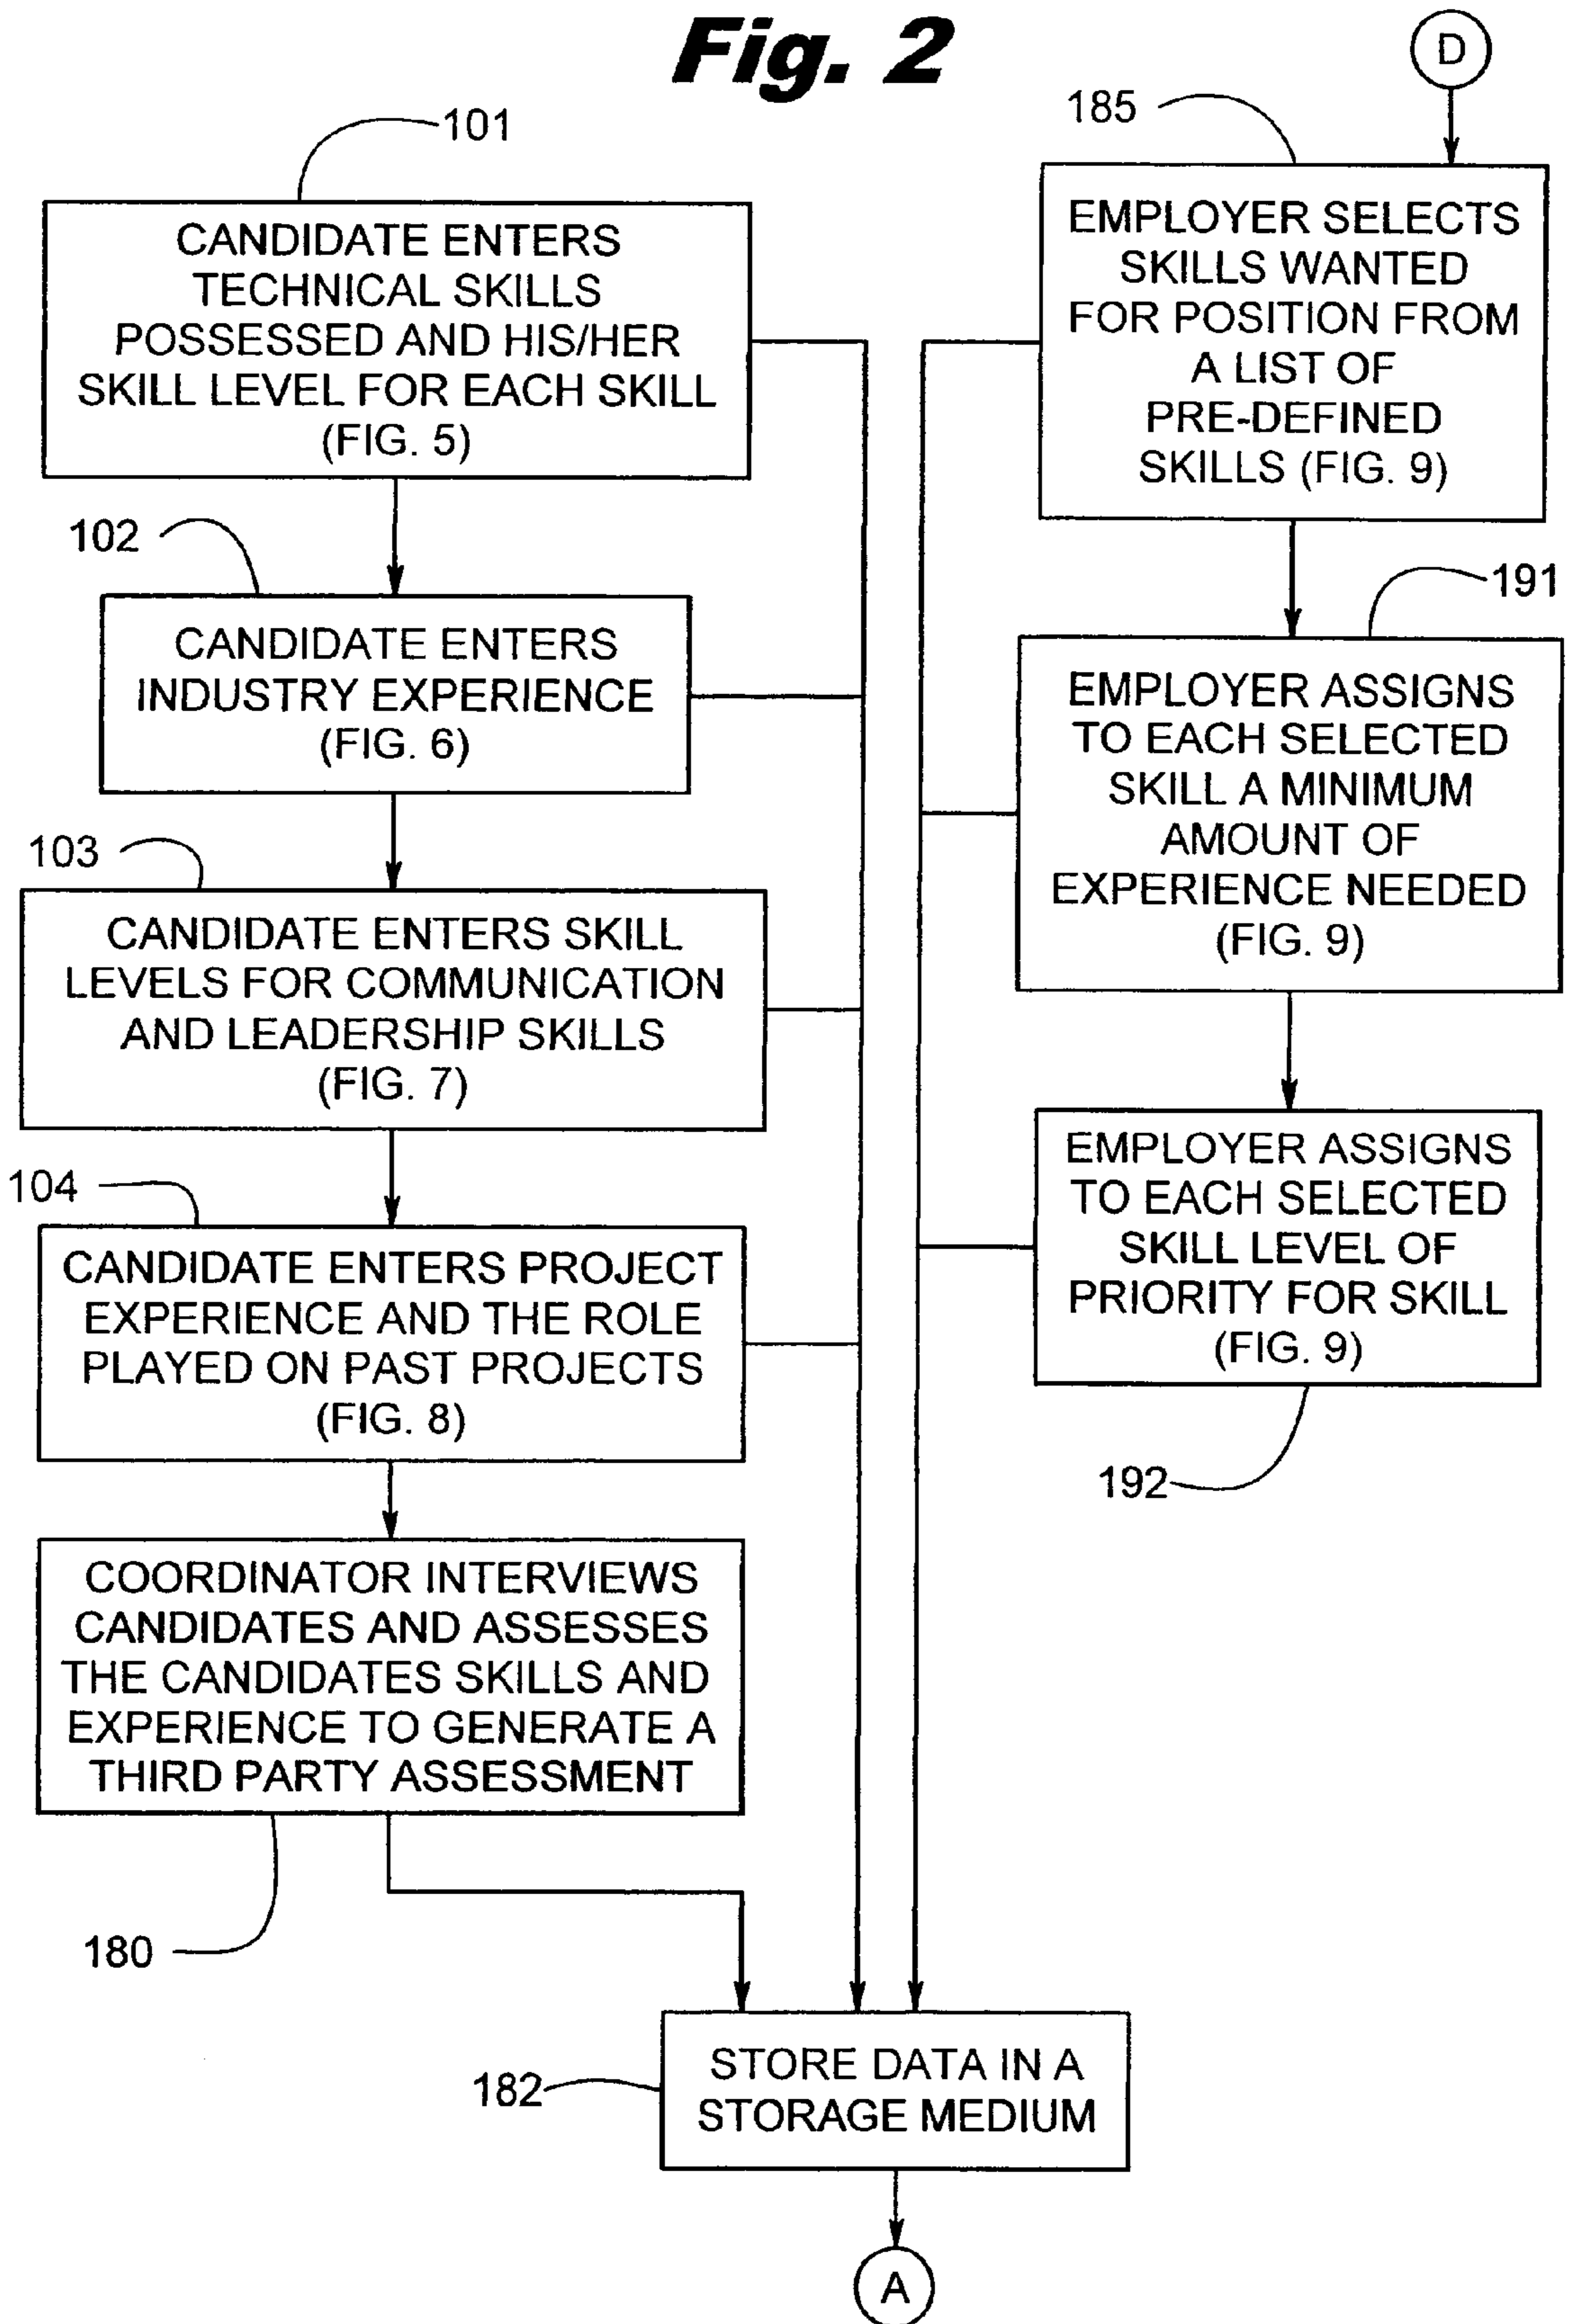 Fig. 2
101
CANDIDATE ENTERS
TECHNICAL SKILLS
POSSESSED AND HIS/HER
SKILL LEVEL FOR EACH SKILL
(FIG. 5)
102
CANDIDATE ENTERS
INDUSTRY EXPERIENCE
(FIG. 6)
103
CANDIDATE ENTERS SKILL
LEVELS FOR COMMUNICATION
AND LEADERSHIP SKILLS
(FIG. 7)
104
CANDIDATE ENTERS PROJECT
EXPERIENCE AND THE ROLE
PLAYED ON PAST PROJECTS
(FIG. 8)
COORDINATOR INTERVIEWS
CANDIDATES AND ASSESSES
THE CANDIDATES SKILLS AND
EXPERIENCE TO GENERATE A
THIRD PARTY ASSESSMENT
180
D
185
EMPLOYER SELECTS
SKILLS WANTED
FOR POSITION FROM
A LIST OF
PRE-DEFINED
SKILLS (FIG. 9)
191
EMPLOYER ASSIGNS
TO EACH SELECTED
SKILL A MINIMUM
AMOUNT OF
EXPERIENCE NEEDED
(FIG. 9)
EMPLOYER ASSIGNS
TO EACH SELECTED
SKILL LEVEL OF
PRIORITY FOR SKILL
(FIG. 9)
192
182
STORE DATA IN A
STORAGE MEDIUM
A